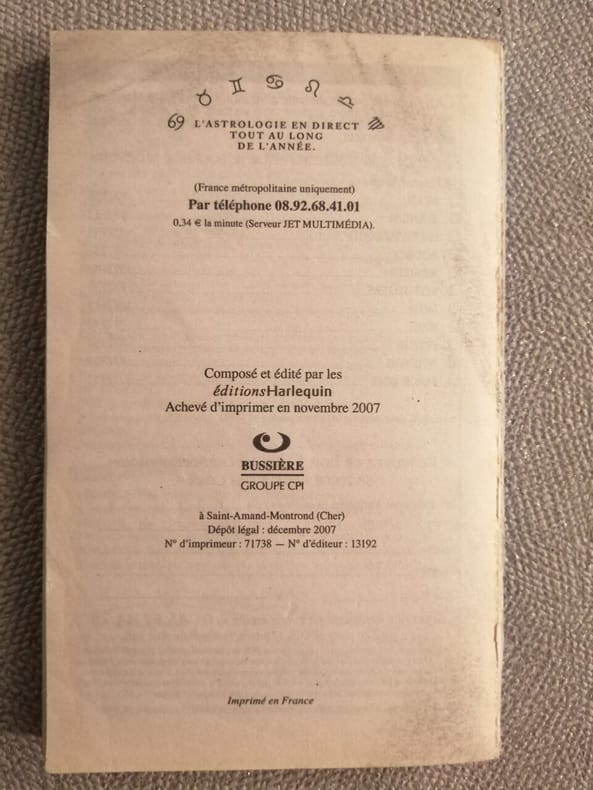 L'ASTROLOGIE EN DIRECT
TOUT AU LONG
DE L'ANNÉE.
(France métropolitaine uniquement)
Par téléphone 08.92.68.41.01
0,34 € la minute (Serveur JET MULTIMÉDIA).
Composé et édité par les
éditionsHarlequin
Achevé d'imprimer en novembre 2007
BUSSIÈRE
GROUPE CPI
à Saint-Amand-Montrond (Cher)
Dépôt légal : décembre 2007
N° d'imprimeur : 71738 — N° d'éditeur : 13192
Imprimé en France